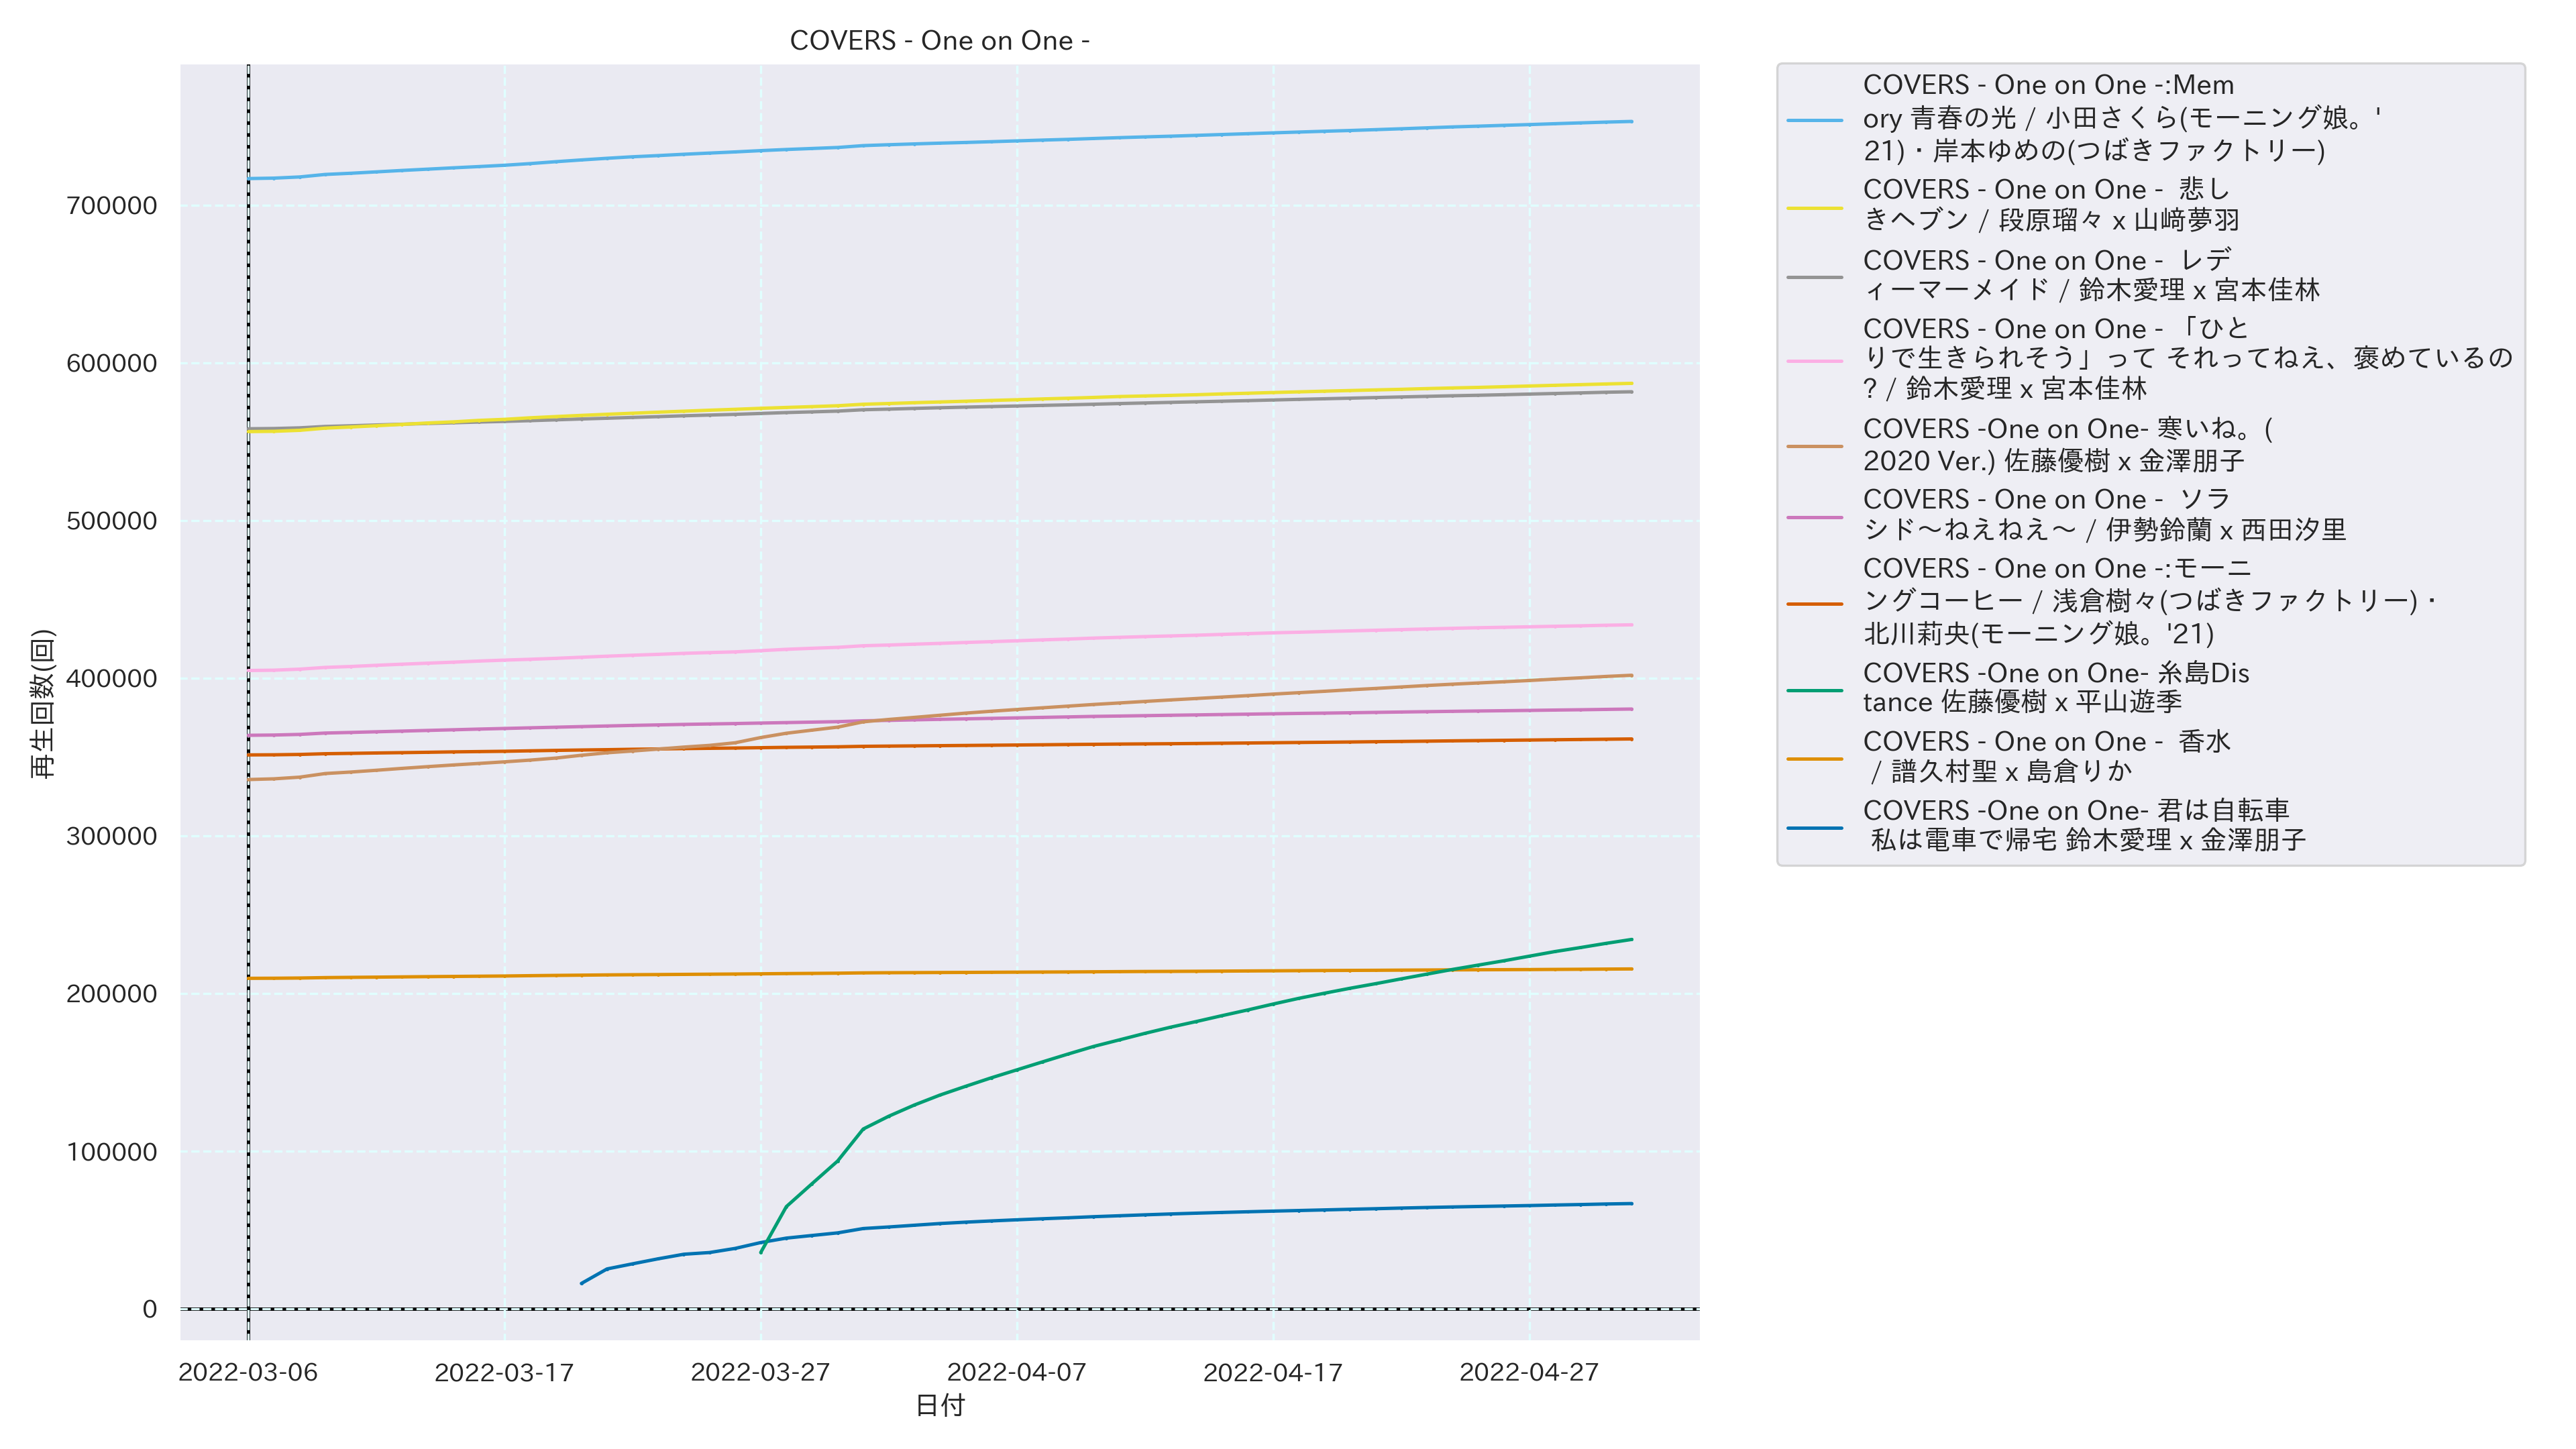 COVERS - One on One -
再生回数(回)
700000
600000
500000
400000
300000
200000
100000
0
2022-03-06
2022-03-17
2022-03-27
2022-04-07
2022-04-17
2022-04-27
日付
COVERS - One on One -:Mem
ory 青春の光 / 小田さくら(モーニング娘。'
21)・岸本ゆめの(つばきファクトリー)
COVERS - One on One -  悲し
きヘブン / 段原瑠々 x 山﨑夢羽
COVERS - One on One -  レデ
ィーマーメイド / 鈴木愛理 x 宮本佳林
COVERS - One on One - 「ひと
りで生きられそう」って それってねえ、褒めているの
? / 鈴木愛理 x 宮本佳林
COVERS -One on One- 寒いね。(
2020 Ver.) 佐藤優樹 x 金澤朋子
COVERS - One on One -  ソラ
シド～ねえねえ～ / 伊勢鈴蘭 x 西田汐里
COVERS - One on One -:モーニ
ングコーヒー / 浅倉樹々(つばきファクトリー)・
北川莉央(モーニング娘。'21)
COVERS -One on One- 糸島Dis
tance 佐藤優樹 x 平山遊季
COVERS - One on One -  香水
 / 譜久村聖 x 島倉りか
COVERS -One on One- 君は自転車
 私は電車で帰宅 鈴木愛理 x 金澤朋子